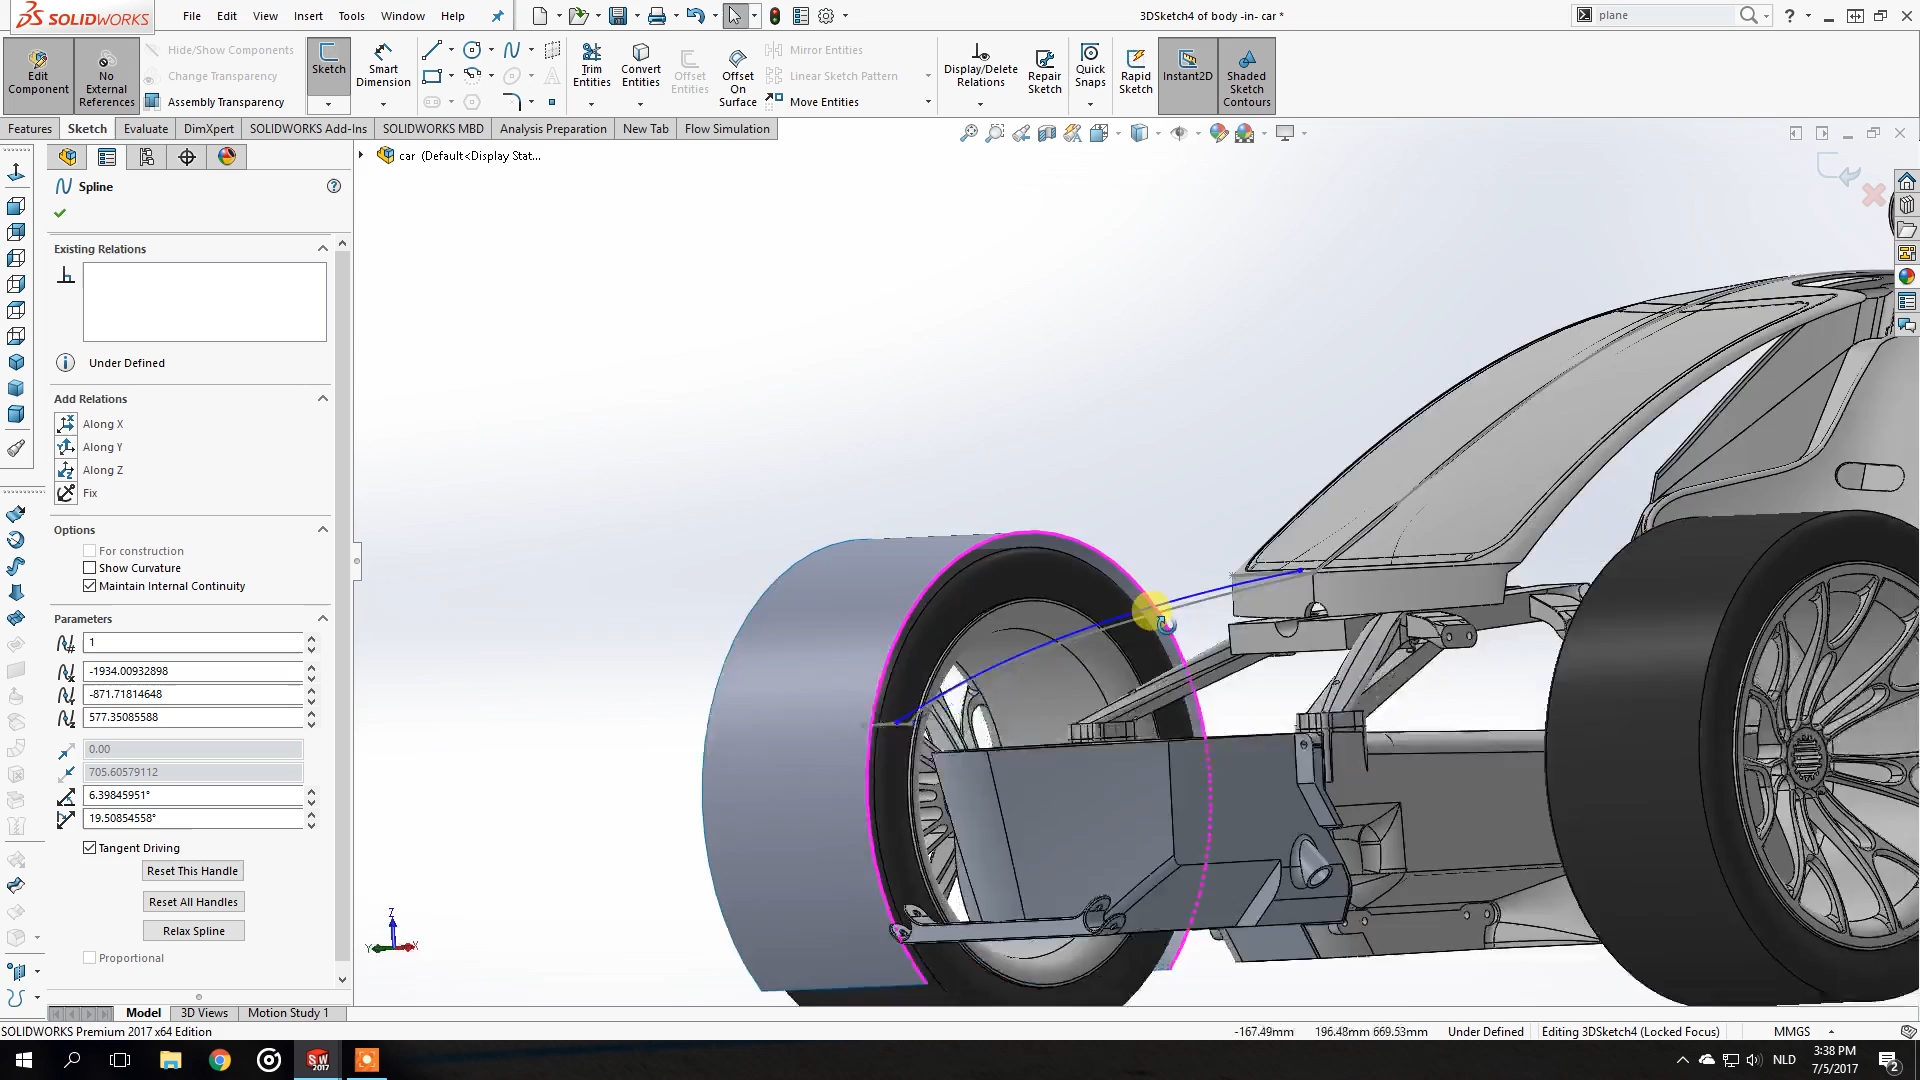 SOLIDWORKS
File Edit View Insert Tools Window Help
3DSketch4 of body -in- car *
plane
Edit Component
No External References
Hide/Show Components
Change Transparency
Assembly Transparency
Sketch
Smart Dimension
Trim Entities
Convert Entities
Offset Entities
Offset On Surface
Mirror Entities
Linear Sketch Pattern
Move Entities
Display/Delete Relations
Repair Sketch
Quick Snaps
Rapid Sketch
Instant2D
Shaded Sketch Contours
Features Sketch Evaluate DimXpert SOLIDWORKS Add-Ins SOLIDWORKS MBD Analysis Preparation New Tab Flow Simulation
car (Default<Display Stat...
Spline
Existing Relations
Under Defined
Add Relations
Along X
Along Y
Along Z
Fix
Options
For construction
Show Curvature
Maintain Internal Continuity
Parameters
1
-1934.00932898
-871.71814648
577.35085588
0.00
705.60579112
6.39845951°
19.50854558°
Tangent Driving
Reset This Handle
Reset All Handles
Relax Spline
Proportional
Z
Y X
Model 3D Views Motion Study 1
SOLIDWORKS Premium 2017 x64 Edition
-167.49mm 196.48mm 669.53mm Under Defined Editing 3DSketch4 (Locked Focus) MMGS
SW 2017
NLD
3:38 PM
7/5/2017
2